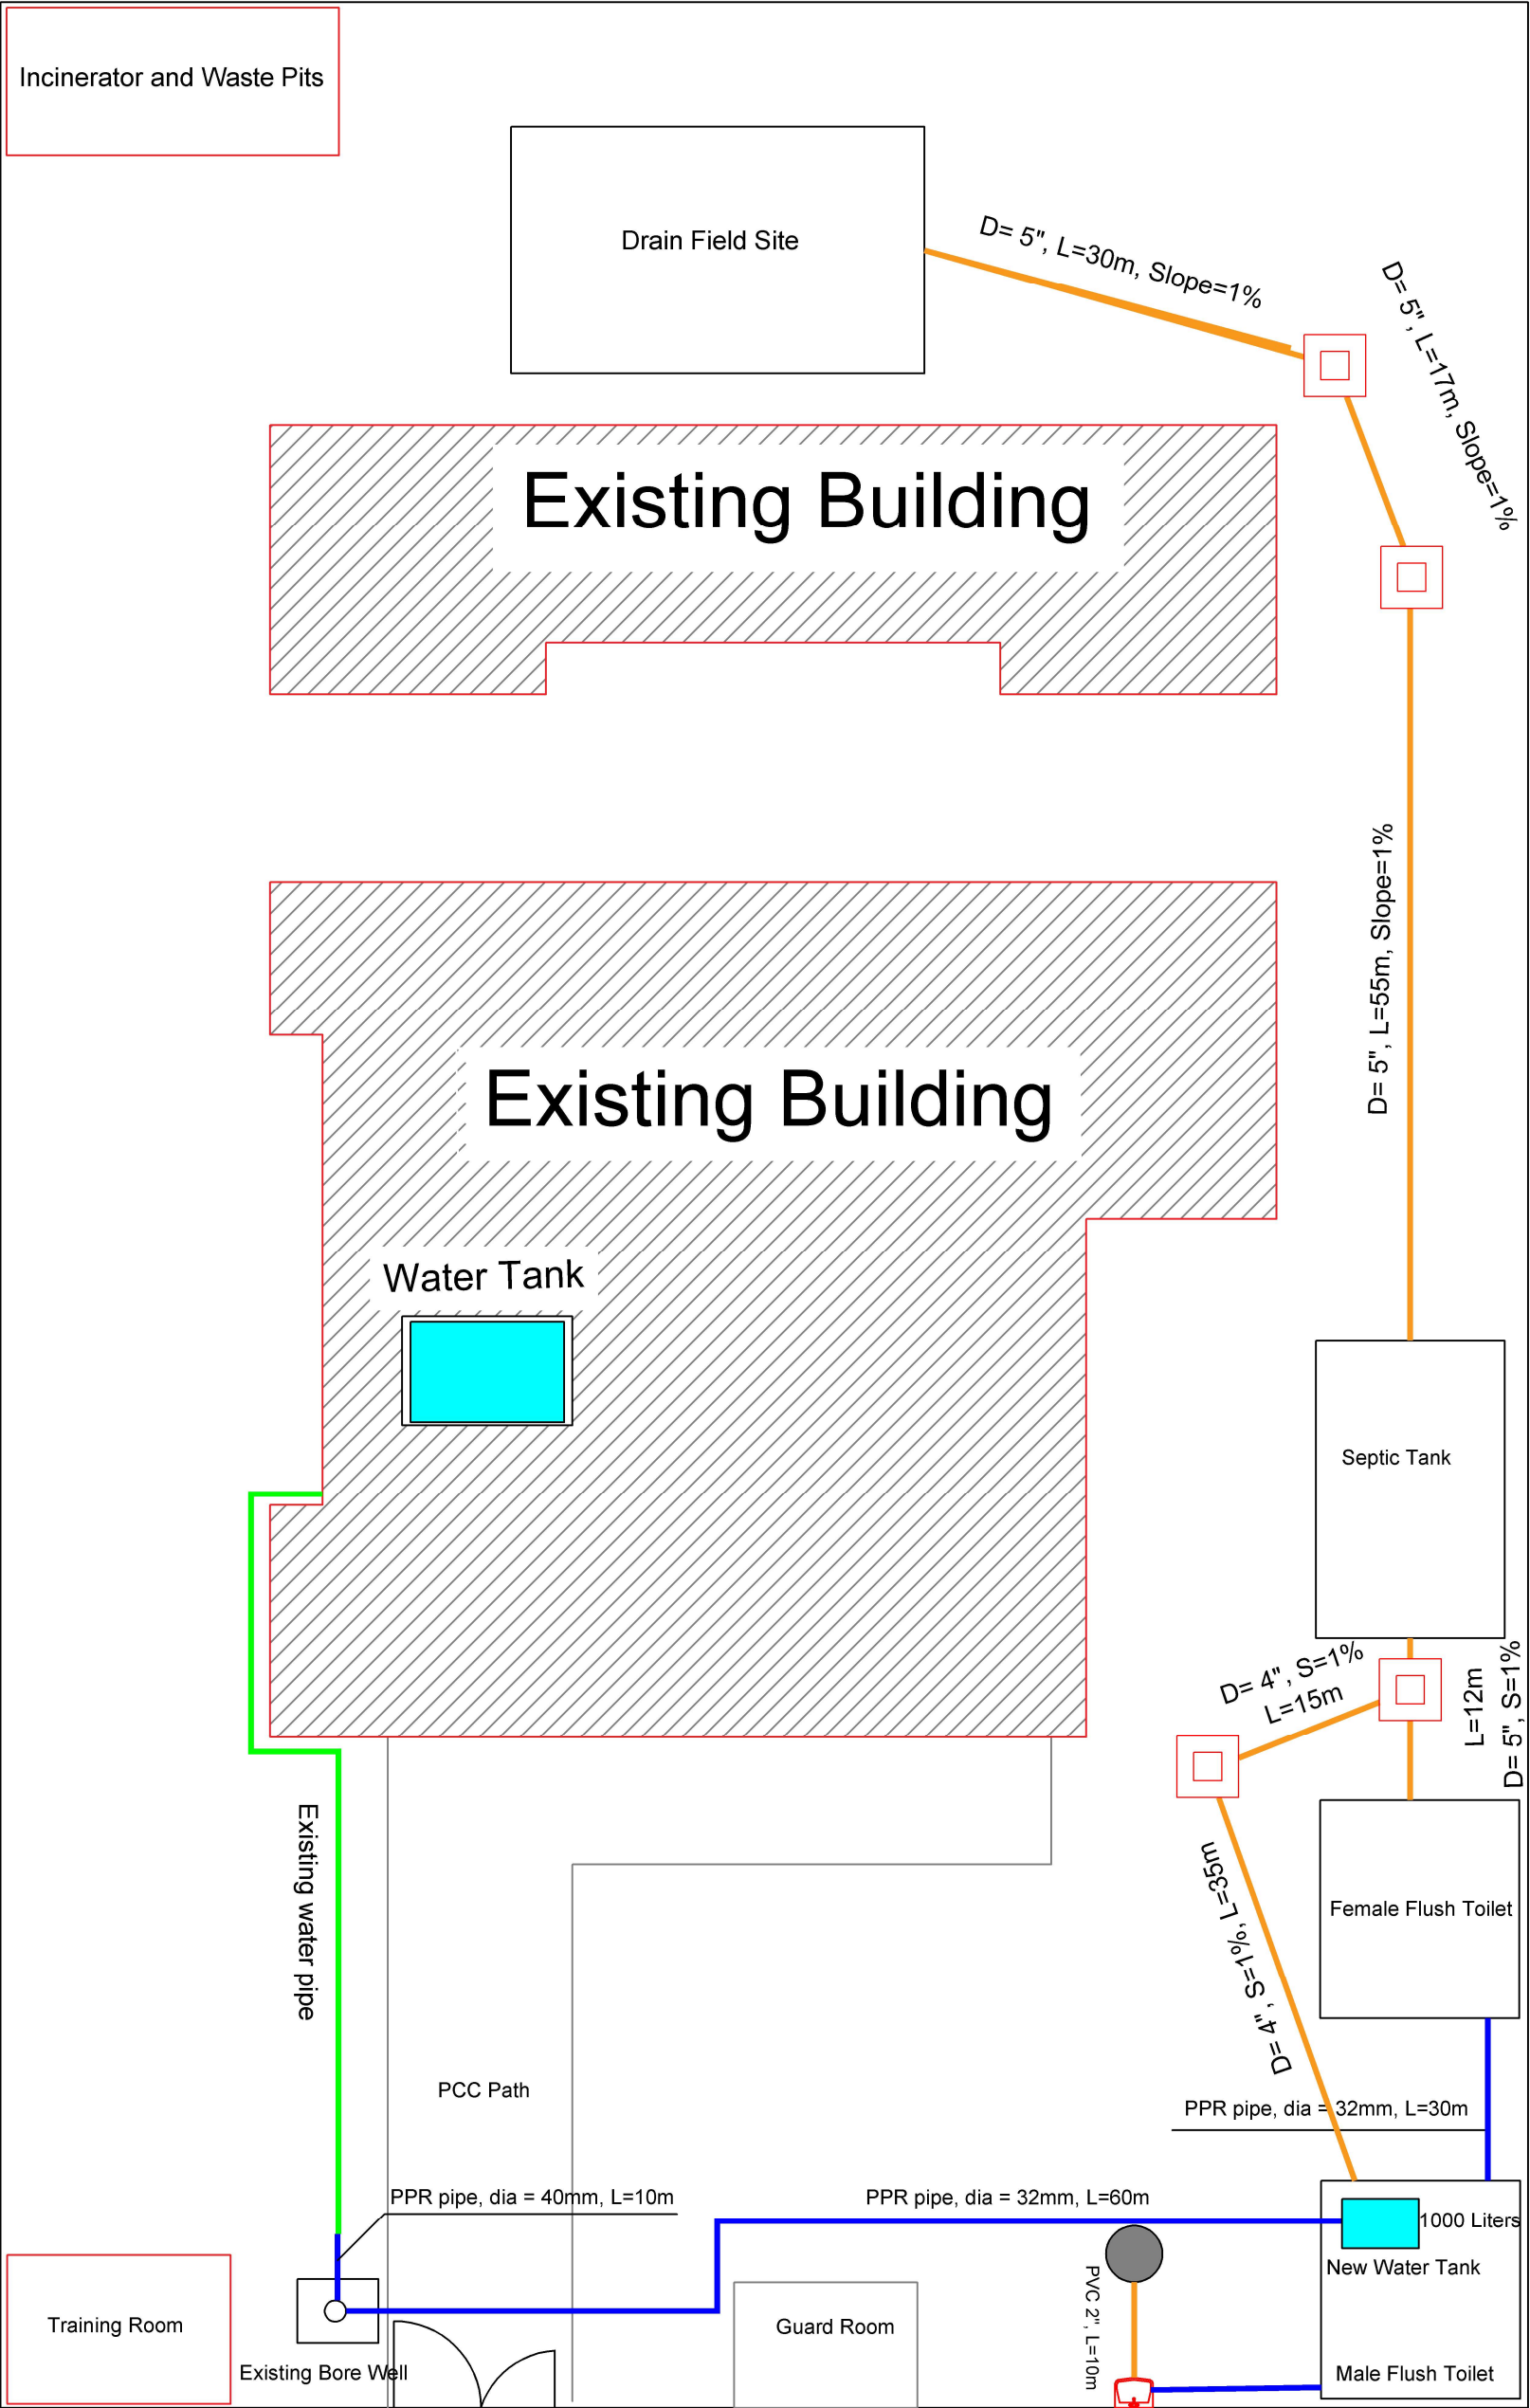 Incinerator and Waste Pits
Drain Field Site
D= 5", L=30m, Slope=1%
D= 5", L=17m, Slope=1%
Existing Building
D= 5", L=55m, Slope=1%
Existing Building
Water Tank
Septic Tank
D= 4", S=1%
L=15m
L=12m
D= 5", S=1%
Existing water pipe
D= 4", S=1%, L=35m
Female Flush Toilet
PCC Path
PPR pipe, dia = 32mm, L=30m
PPR pipe, dia = 40mm, L=10m
PPR pipe, dia = 32mm, L=60m
1000 Liters
New Water Tank
PVC 2", L=10m
Training Room
Guard Room
Existing Bore Well
Male Flush Toilet